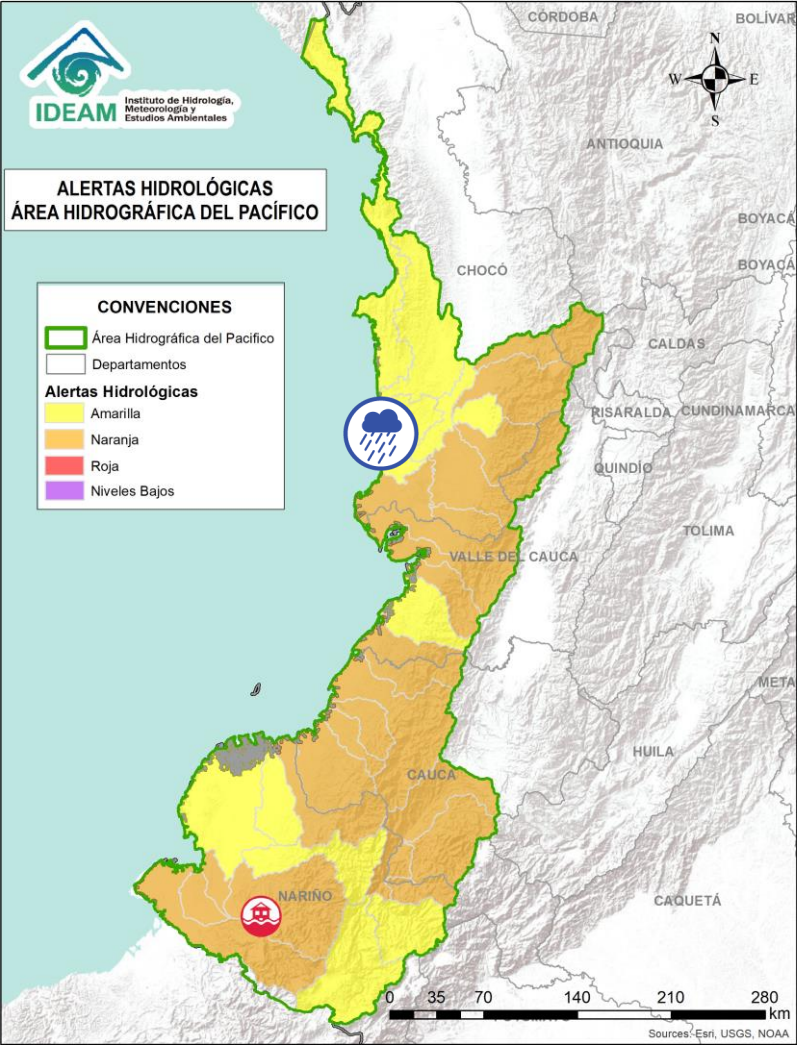 CÓRDOBA
BOLÍVAR
N
W E
S
IDEAM
Instituto de Hidrología,
Meteorología y
Estudios Ambientales
ANTIOQUIA
ALERTAS HIDROLÓGICAS
ÁREA HIDROGRÁFICA DEL PACÍFICO
BOYACÁ
BOYACÁ
CHOCÓ
CONVENCIONES
Área Hidrográfica del Pacifico
Departamentos
Alertas Hidrológicas
Amarilla
Naranja
Roja
Niveles Bajos
CALDAS
RISARALDA
CUNDINAMARCA
QUINDÍO
TOLIMA
VALLE DEL CAUCA
META
HUILA
CAUCA
NARIÑO
CAQUETÁ
0 35 70 140 210 280
km
Sources: Esri, USGS, NOAA